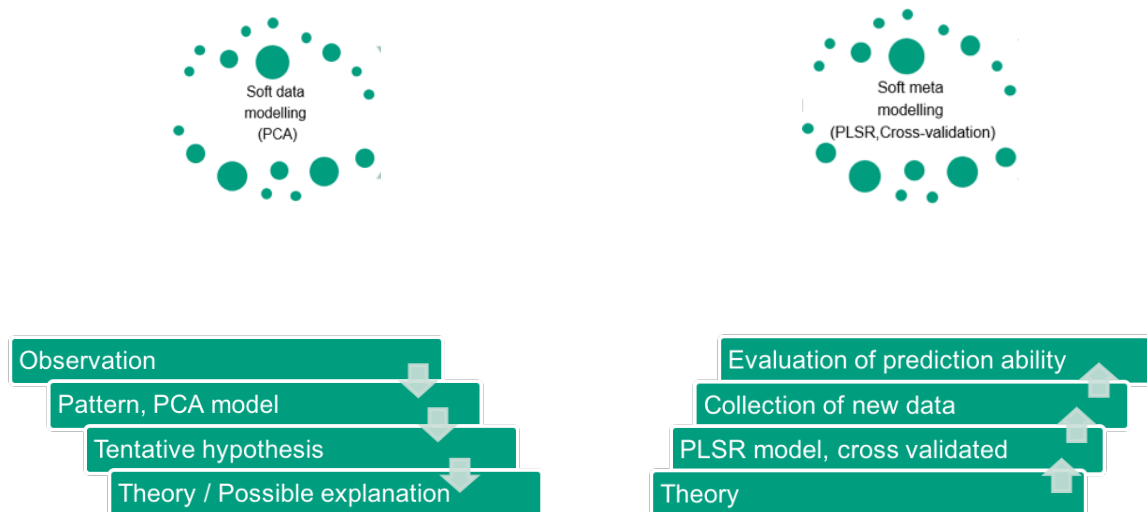 Soft data
modelling
(PCA)
Soft meta
modelling
(PLSR,Cross-validation)
Observation
Pattern, PCA model
Tentative hypothesis
Theory / Possible explanation
Evaluation of prediction ability
Collection of new data
PLSR model, cross validated
Theory